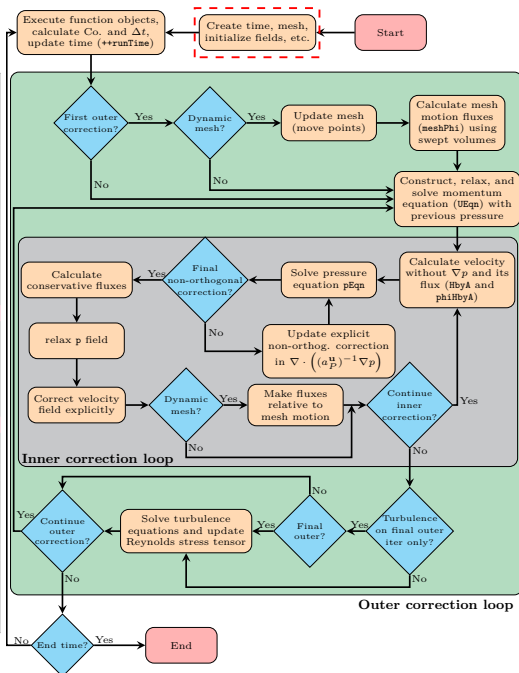 Execute function objects,
calculate Co. and Δt,
update time (++runTime)
Create time, mesh,
initialize fields, etc.
Start
First outer
correction?
Yes
Dynamic
mesh?
Yes
Update mesh
(move points)
Calculate mesh
motion fluxes
(meshPhi) using
swept volumes
No
No
Construct, relax, and
solve momentum
equation (UEqn) with
previous pressure
Calculate
conservative fluxes
Yes
Final
non-orthogonal
correction?
Solve pressure
equation pEqn
Calculate velocity
without ∇p and its
flux (HbyA and
phiHbyA)
No
relax p field
Update explicit
non-orthog. correction
in ∇ · ((a_P^u)^{-1} ∇p)
Correct velocity
field explicitly
Dynamic
mesh?
Yes
Make fluxes
relative to
mesh motion
Continue
inner
correction?
Yes
No
Inner correction loop
No
Yes
Continue
outer
correction?
Solve turbulence
equations and update
Reynolds stress tensor
Yes
Final
outer?
No
Yes
Turbulence
on final outer
iter only?
No
No
Outer correction loop
No
End time?
Yes
End